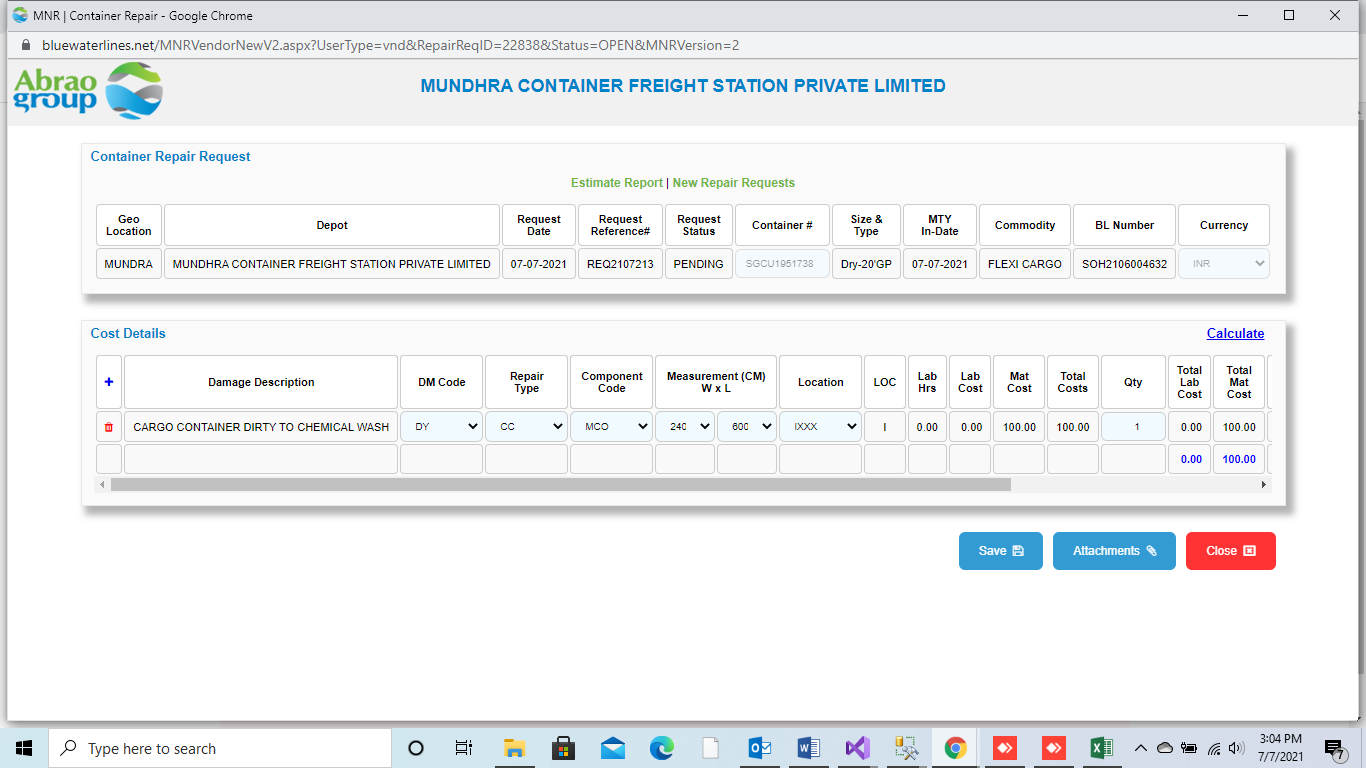 MNR | Container Repair - Google Chrome
bluewaterlines.net/MNRVendorNewV2.aspx?UserType=vnd&RepairReqID=22838&Status=OPEN&MNRVersion=2
Abrao
group
MUNDHRA CONTAINER FREIGHT STATION PRIVATE LIMITED
Container Repair Request
Estimate Report | New Repair Requests
Geo Location Depot Request Date Request Reference# Request Status Container # Size & Type MTY In-Date Commodity BL Number Currency
MUNDRA MUNDHRA CONTAINER FREIGHT STATION PRIVATE LIMITED 07-07-2021 REQ2107213 PENDING SGCU1951738 Dry-20'GP 07-07-2021 FLEXI CARGO SOH2106004632 INR
Cost Details Calculate
+ Damage Description DM Code Repair Type Component Code Measurement (CM) W x L Location LOC Lab Hrs Lab Cost Mat Cost Total Costs Qty Total Lab Cost Total Mat Cost
CARGO CONTAINER DIRTY TO CHEMICAL WASH DY CC MCO 240 600 IXXX I 0.00 0.00 100.00 100.00 1 0.00 100.00
0.00 100.00
Save Attachments Close
Type here to search
3:04 PM
7/7/2021
7